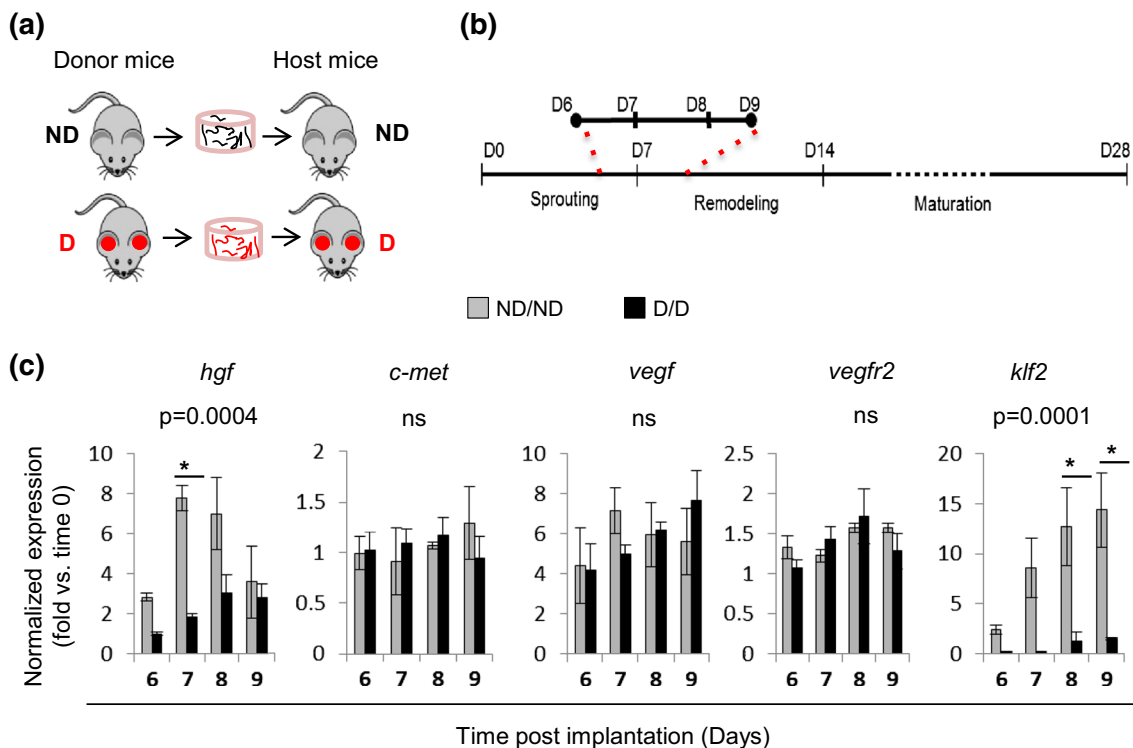 (a)
Donor mice Host mice
ND ND
D D
(b)
D6 D7 D8 D9
D0 D7 D14 D28
Sprouting Remodeling Maturation
ND/ND D/D
(c)
hgf c-met vegf vegfr2 klf2
p=0.0004 ns ns ns p=0.0001
Normalized expression
(fold vs. time 0)
10 8 6 4 2 0
*
6 7 8 9
2 1.5 1 0.5 0
6 7 8 9
10 8 6 4 2 0
6 7 8 9
2.5 2 1.5 1 0.5 0
6 7 8 9
20 15 10 5 0
* *
6 7 8 9
Time post implantation (Days)